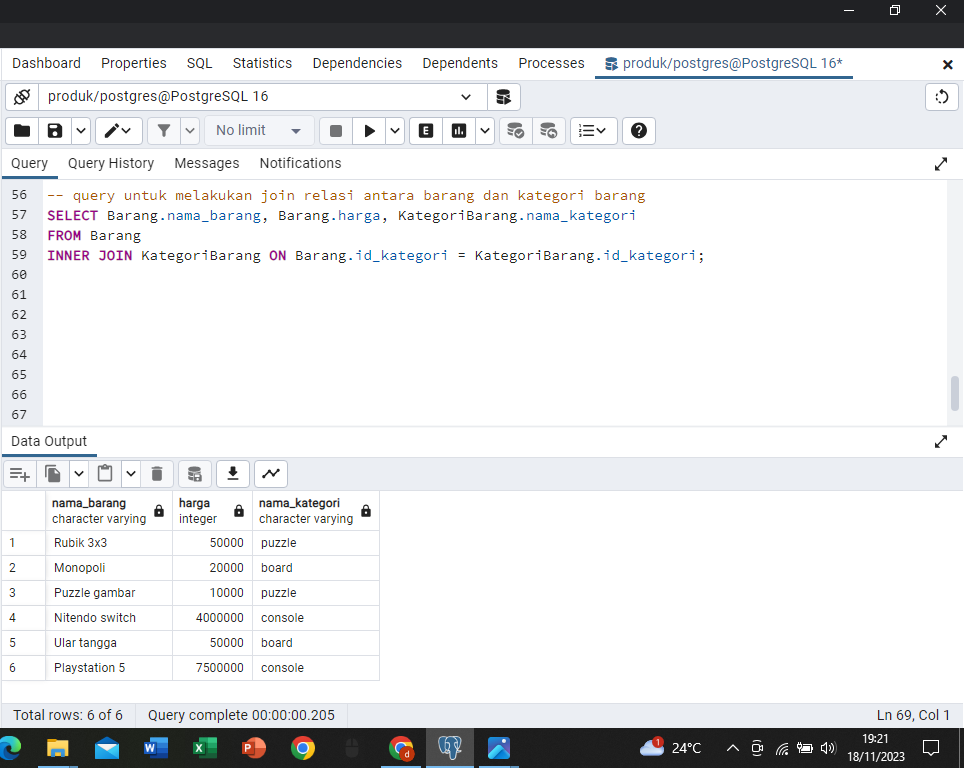 Dashboard Properties SQL Statistics Dependencies Dependents Processes produk/postgres@PostgreSQL 16*
produk/postgres@PostgreSQL 16
No limit
E
Query Query History Messages Notifications
56 -- query untuk melakukan join relasi antara barang dan kategori barang
57 SELECT Barang.nama_barang, Barang.harga, KategoriBarang.nama_kategori
58 FROM Barang
59 INNER JOIN KategoriBarang ON Barang.id_kategori = KategoriBarang.id_kategori;
60
61
62
63
64
65
66
67
Data Output
nama_barang harga nama_kategori
character varying integer character varying
1 Rubik 3x3 50000 puzzle
2 Monopoli 20000 board
3 Puzzle gambar 10000 puzzle
4 Nitendo switch 4000000 console
5 Ular tangga 50000 board
6 Playstation 5 7500000 console
Total rows: 6 of 6 Query complete 00:00:00.205 Ln 69, Col 1
1 24°C 19:21
18/11/2023